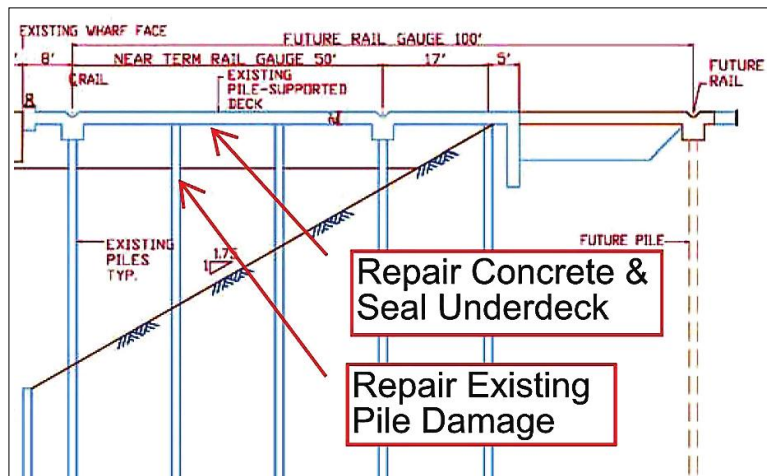 EXISTING WHARF FACE
FUTURE RAIL GAUGE 100'
8'
NEAR TERM RAIL GAUGE 50'
17'
5'
RAIL
EXISTING
PILE-SUPPORTED
DECK
FUTURE
RAIL
EXISTING
PILES
TYP.
1.75
1
FUTURE PILE
Repair Concrete &
Seal Underdeck
Repair Existing
Pile Damage